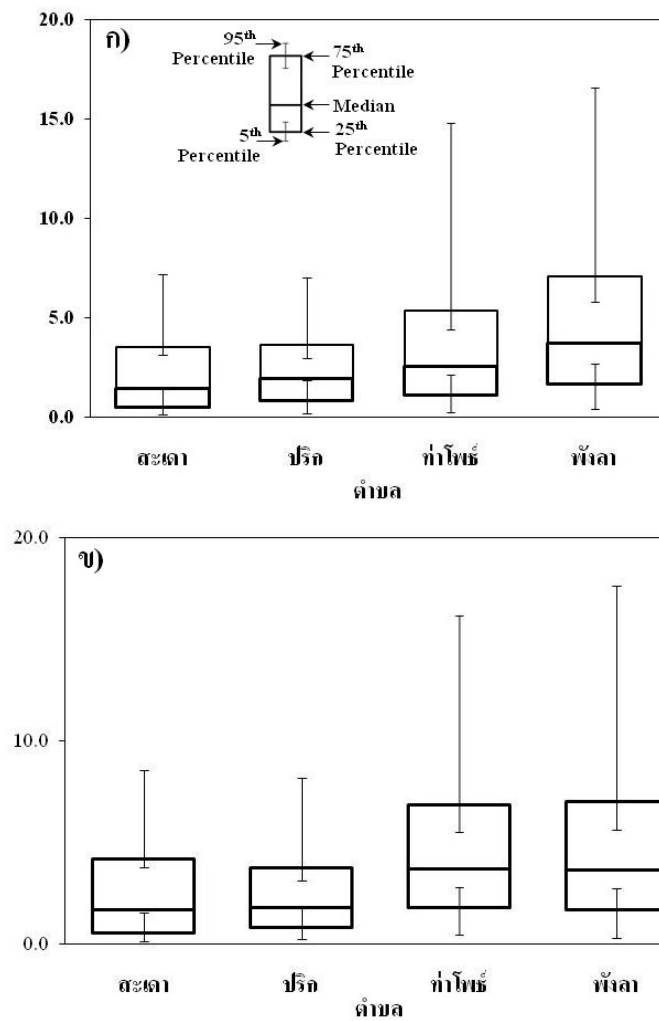 20.0
ก)
95th Percentile
75th Percentile
Median
5th Percentile
25th Percentile
15.0
10.0
5.0
0.0
สะเดา ปริก ท่าโพธ์ พังลา
ตำบล
20.0
ข)
10.0
0.0
สะเดา ปริก ท่าโพธ์ พังลา
ตำบล